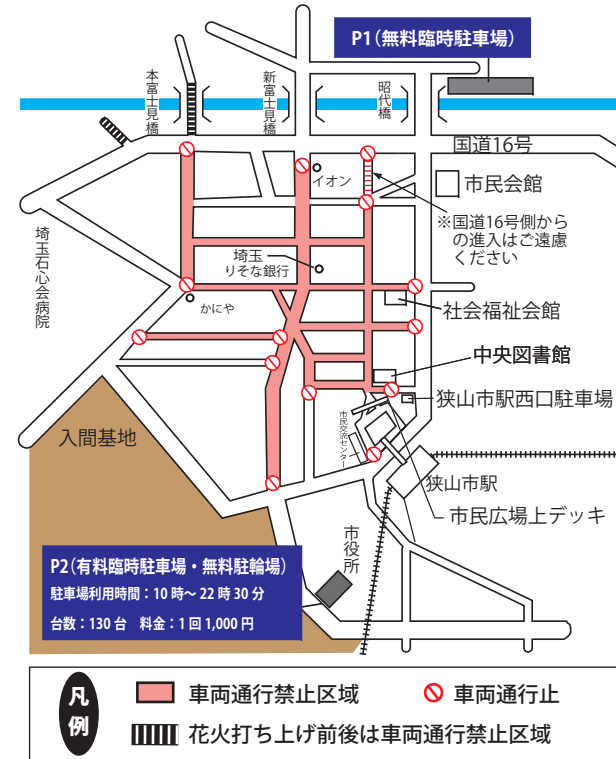 P1(無料臨時駐車場)
本富士見橋
新富士見橋
昭代橋
国道16号
イオン
市民会館
※国道16号側から
の進入はご遠慮
ください
埼玉石心会病院
埼玉
りそな銀行
かにや
社会福祉会館
中央図書館
狭山市駅西口駐車場
市民交流センター
入間基地
狭山市駅
市民広場上デッキ
市役所
P2(有料臨時駐車場・無料駐輪場)
駐車場利用時間：10時～22時30分
台数：130台 料金：1回1,000円
凡例
車両通行禁止区域
車両通行止
花火打ち上げ前後は車両通行禁止区域